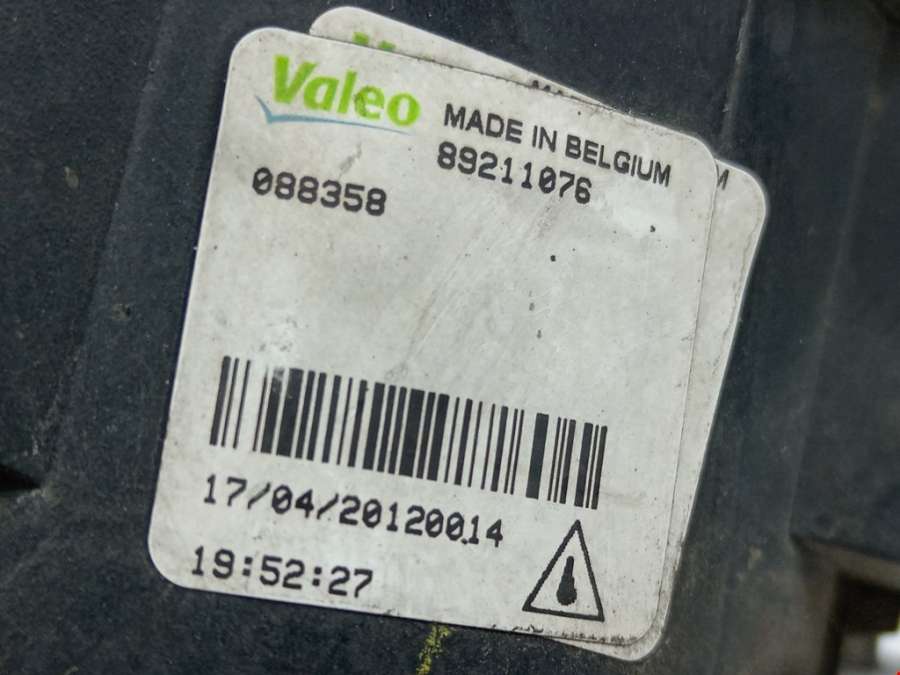 Valeo
MADE IN BELGIUM
89211076
088358
17/04/20120014
19:52:27